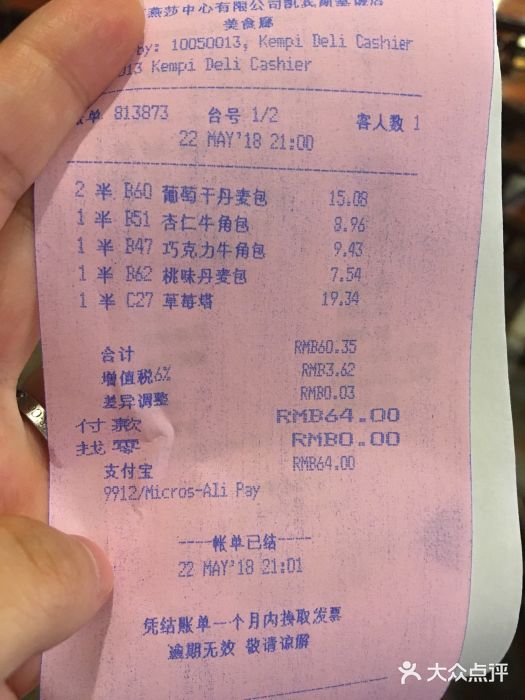 燕莎中心有限公司凯宾斯基饭店
美食廊
by: 10050013, Kempi Deli Cashier
013 Kempi Deli Cashier
账单 813873 台号 1/2 客人数 1
22 MAY'18 21:00
2 半 B60 葡萄干丹麦包 15.08
1 半 B51 杏仁牛角包 8.96
1 半 B47 巧克力牛角包 9.43
1 半 B62 桃味丹麦包 7.54
1 半 C27 草莓塔 19.34
合计 RMB60.35
增值税6% RMB3.62
差异调整 RMB0.03
付款 RMB64.00
找零 RMB0.00
支付宝 RMB64.00
9912/Micros-Ali Pay
----帐单已结-----
22 MAY'18 21:01
凭结账单一个月内换取发票
逾期无效 敬请谅解
大众点评